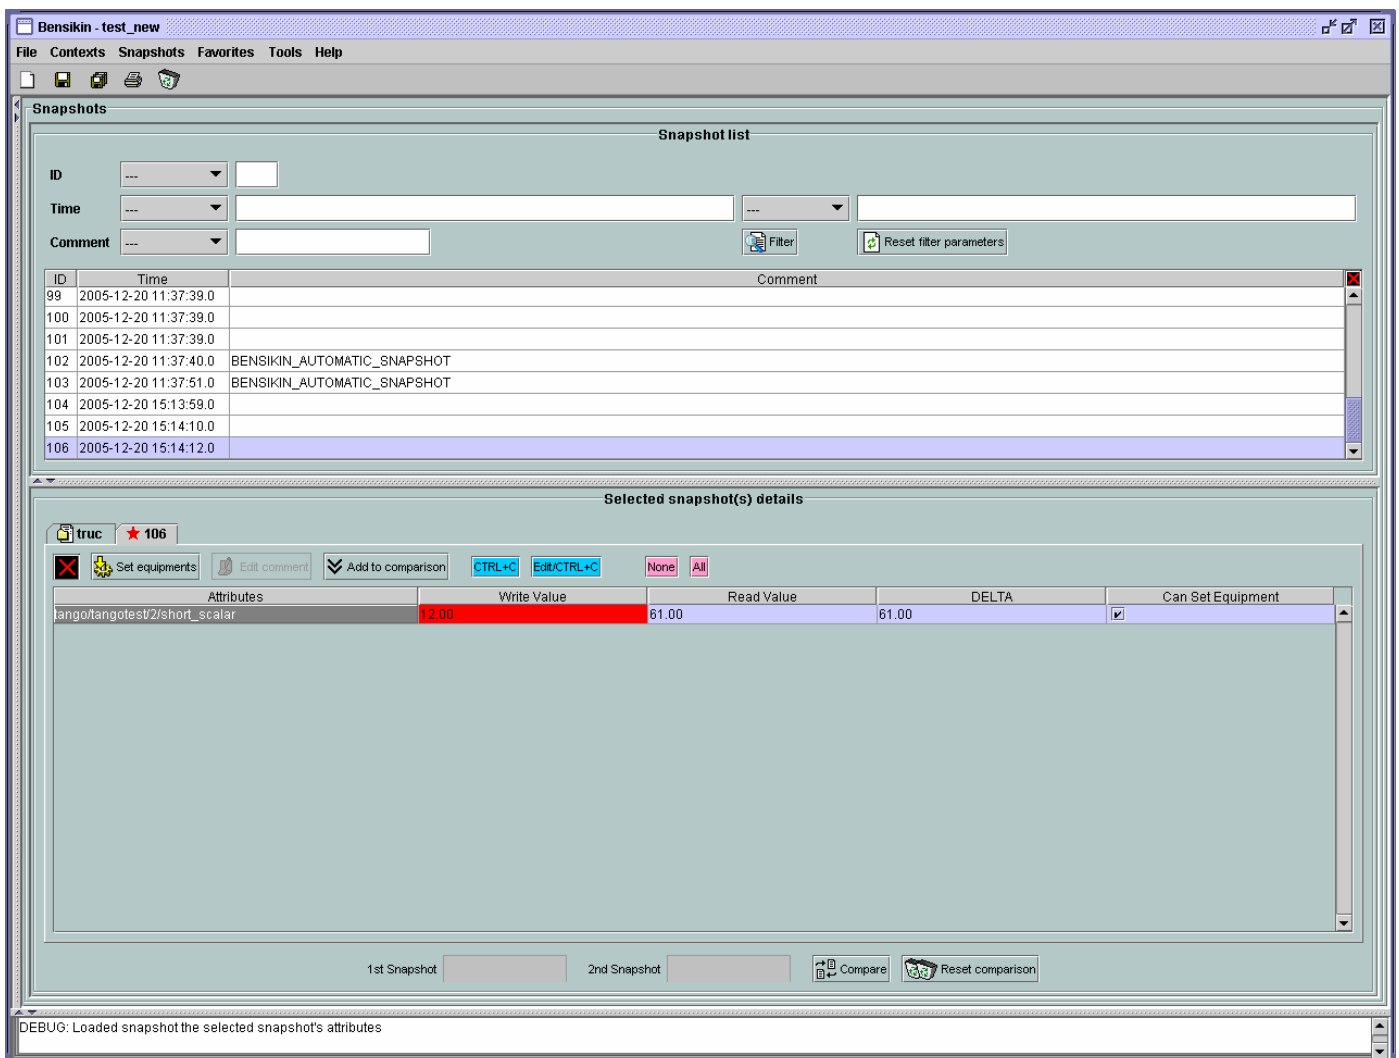 Bensikin - test_new
File Contexts Snapshots Favorites Tools Help
Snapshots
Snapshot list
ID ---
Time --- ---
Comment --- Filter Reset filter parameters
ID Time Comment
99 2005-12-20 11:37:39.0
100 2005-12-20 11:37:39.0
101 2005-12-20 11:37:39.0
102 2005-12-20 11:37:40.0 BENSIKIN_AUTOMATIC_SNAPSHOT
103 2005-12-20 11:37:51.0 BENSIKIN_AUTOMATIC_SNAPSHOT
104 2005-12-20 15:13:59.0
105 2005-12-20 15:14:10.0
106 2005-12-20 15:14:12.0
Selected snapshot(s) details
truc 106
Set equipments Edit comment Add to comparison CTRL+C Edit/CTRL+C None All
Attributes Write Value Read Value DELTA Can Set Equipment
tango/tangotest/2/short_scalar 12.00 61.00 61.00
1st Snapshot 2nd Snapshot Compare Reset comparison
DEBUG: Loaded snapshot the selected snapshot's attributes